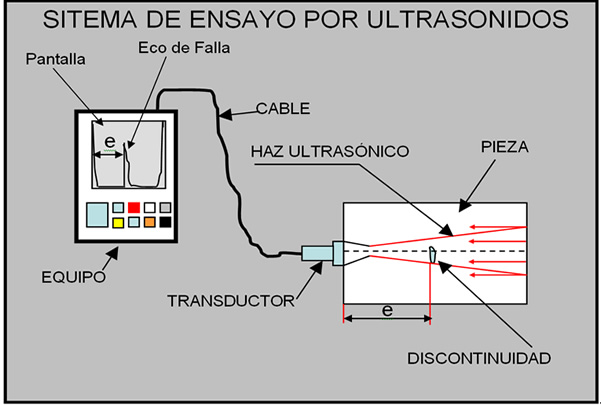 SITEMA DE ENSAYO POR ULTRASONIDOS
Eco de Falla
Pantalla
CABLE
e
HAZ ULTRASÓNICO
PIEZA
EQUIPO
TRANSDUCTOR
e
DISCONTINUIDAD